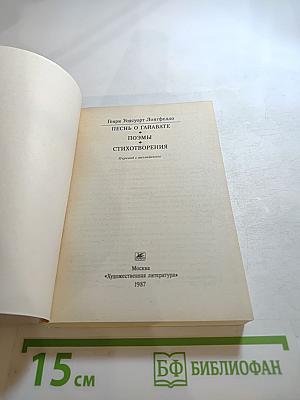 Генри Уодсуорт Лонгфелло
ПЕСНЬ О ГАЙАВАТЕ
ПОЭМЫ
СТИХОТВОРЕНИЯ
Перевод с английского
Москва
«Художественная литература»
1987
15 см
БФ БИБЛИОФАН